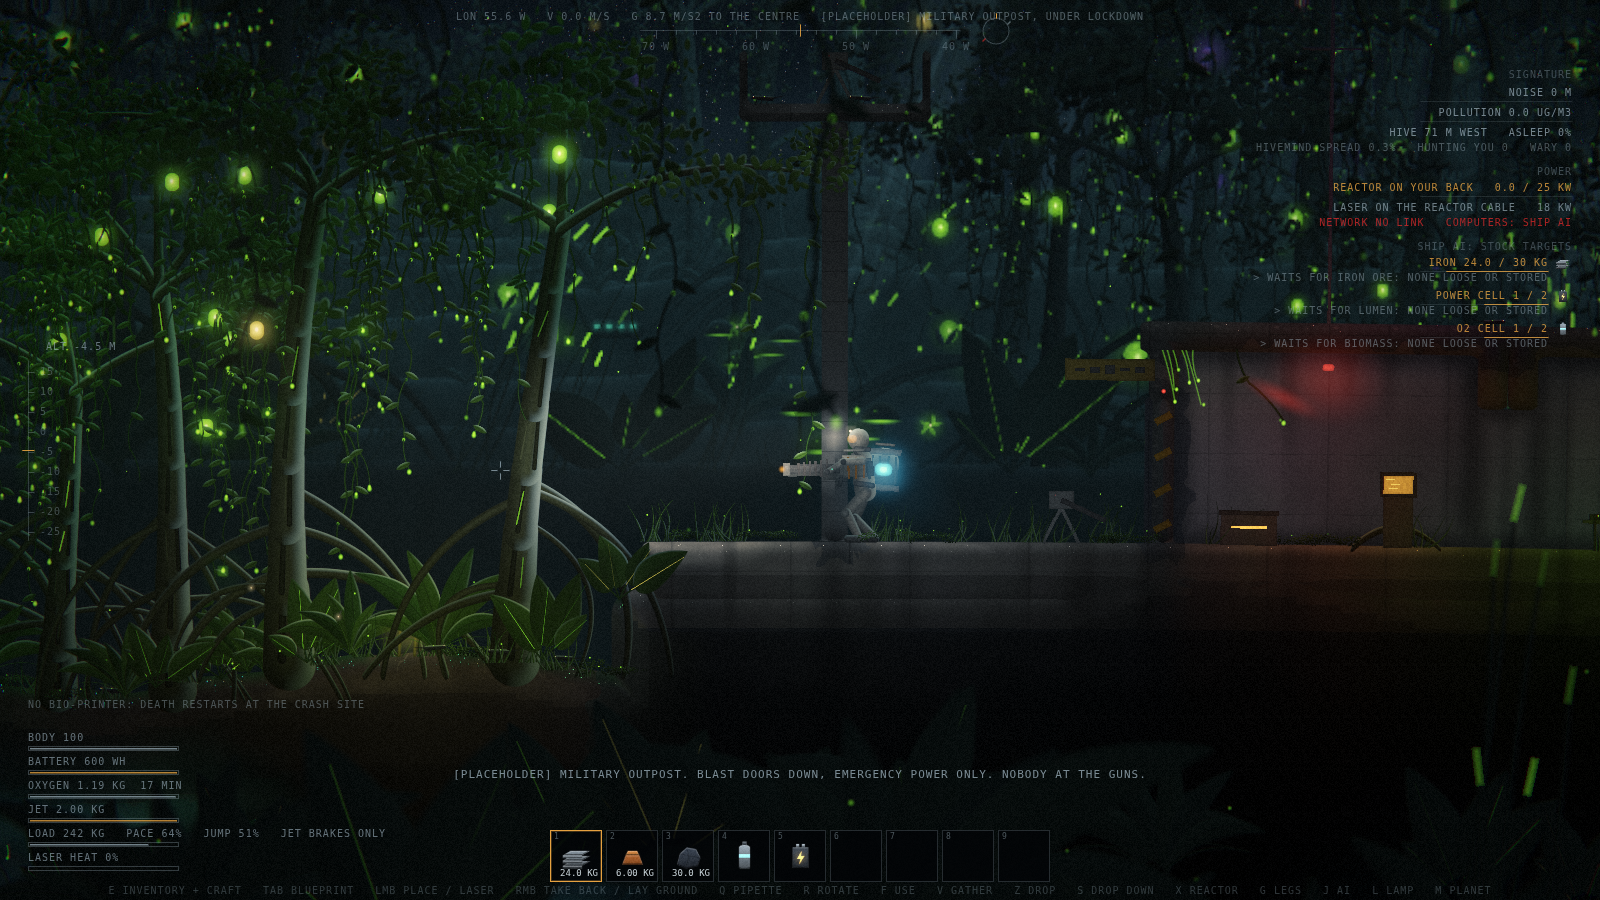 LON 55.6 W   V 0.0 M/S   G 8.7 M/S2 TO THE CENTRE   [PLACEHOLDER] MILITARY OUTPOST, UNDER LOCKDOWN
70 W   60 W   50 W   40 W
SIGNATURE
NOISE 0 M
POLLUTION 0.0 UG/M3
HIVE 71 M WEST   ASLEEP 0%
HIVEMIND SPREAD 0.3%   HUNTING YOU 0   WARY 0
POWER
REACTOR ON YOUR BACK   0.0 / 25 KW
LASER ON THE REACTOR CABLE   18 KW
NETWORK NO LINK   COMPUTERS: SHIP AI
SHIP AI: STOCK TARGETS
IRON 24.0 / 30 KG
> WAITS FOR IRON ORE: NONE LOOSE OR STORED
POWER CELL 1 / 2
> WAITS FOR LUMEN: NONE LOOSE OR STORED
O2 CELL 1 / 2
> WAITS FOR BIOMASS: NONE LOOSE OR STORED
ALT -4.5 M
10
5
-5
-10
-15
-20
-25
NO BIO-PRINTER: DEATH RESTARTS AT THE CRASH SITE
BODY 100
BATTERY 600 WH
OXYGEN 1.19 KG   17 MIN
JET 2.00 KG
LOAD 242 KG   PACE 64%   JUMP 51%   JET BRAKES ONLY
LASER HEAT 0%
[PLACEHOLDER] MILITARY OUTPOST. BLAST DOORS DOWN, EMERGENCY POWER ONLY. NOBODY AT THE GUNS.
1 2 3 4 5 6 7 8 9
24.0 KG   6.00 KG   30.0 KG
E INVENTORY + CRAFT   TAB BLUEPRINT   LMB PLACE / LASER   RMB TAKE BACK / LAY GROUND   Q PIPETTE   R ROTATE   F USE   V GATHER   Z DROP   S DROP DOWN   X REACTOR   G LEGS   J AI   L LAMP   M PLANET